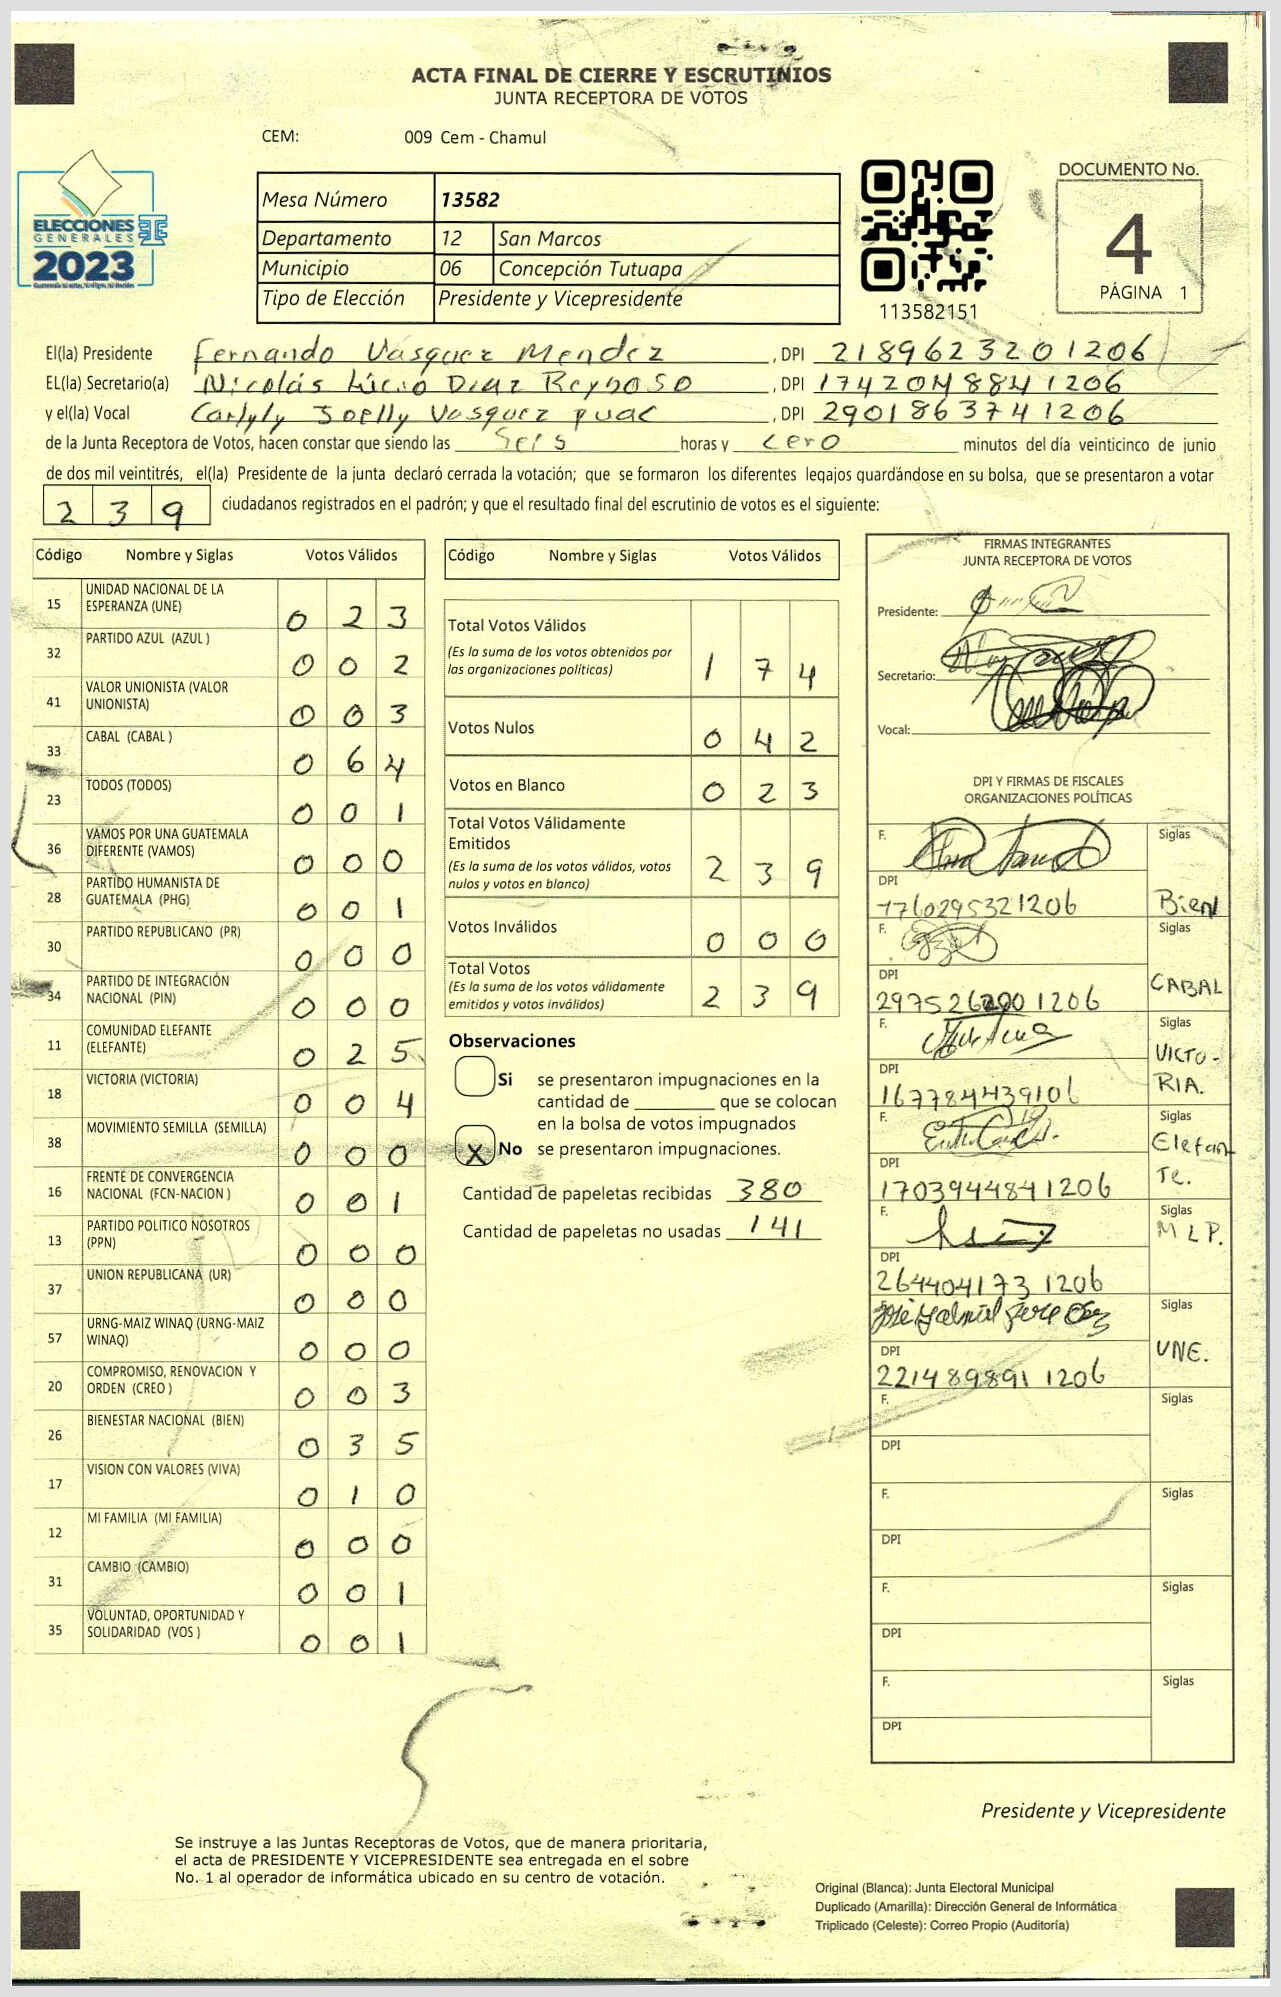 ACTA FINAL DE CIERRE Y ESCRUTINIOS
JUNTA RECEPTORA DE VOTOS
CEM: 009 Cem - Chamul
ELECCIONES
GENERALES
2023
Mesa Número 13582
Departamento 12 San Marcos
Municipio 06 Concepción Tutuapa
Tipo de Elección Presidente y Vicepresidente
113582151
DOCUMENTO No.
4
PÁGINA 1
El(la) Presidente Fernando Vásquez Mendez, DPI 2189623201206
EL(la) Secretario(a) Nicolás Lucio Diaz Reynoso, DPI 1742048841206
y el(la) Vocal Vasquez puac, DPI 2901863741206
de la Junta Receptora de Votos, hacen constar que siendo las Seis horas y cero minutos del día veinticinco de junio
de dos mil veintitrés, el(la) Presidente de la junta declaró cerrada la votación; que se formaron los diferentes legajos guardándose en su bolsa, que se presentaron a votar
239 ciudadanos registrados en el padrón; y que el resultado final del escrutinio de votos es el siguiente:
Código Nombre y Siglas Votos Válidos
15 UNIDAD NACIONAL DE LA ESPERANZA (UNE) 0 2 3
32 PARTIDO AZUL (AZUL ) 0 0 2
41 VALOR UNIONISTA (VALOR UNIONISTA) 0 0 3
33 CABAL (CABAL ) 0 6 4
23 TODOS (TODOS) 0 0 1
36 VAMOS POR UNA GUATEMALA DIFERENTE (VAMOS) 0 0 0
28 PARTIDO HUMANISTA DE GUATEMALA (PHG) 0 0 1
30 PARTIDO REPUBLICANO (PR) 0 0 0
34 PARTIDO DE INTEGRACIÓN NACIONAL (PIN) 0 0 0
11 COMUNIDAD ELEFANTE (ELEFANTE) 0 2 5
18 VICTORIA (VICTORIA) 0 0 4
38 MOVIMIENTO SEMILLA (SEMILLA) 0 0 0
16 FRENTE DE CONVERGENCIA NACIONAL (FCN-NACION ) 0 0 1
13 PARTIDO POLITICO NOSOTROS (PPN) 0 0 0
37 UNION REPUBLICANA (UR) 0 0 0
57 URNG-MAIZ WINAQ (URNG-MAIZ WINAQ) 0 0 0
20 COMPROMISO, RENOVACION Y ORDEN (CREO ) 0 0 3
26 BIENESTAR NACIONAL (BIEN) 0 3 5
17 VISION CON VALORES (VIVA) 0 1 0
12 MI FAMILIA (MI FAMILIA) 0 0 0
31 CAMBIO (CAMBIO) 0 0 1
35 VOLUNTAD, OPORTUNIDAD Y SOLIDARIDAD (VOS ) 0 0 1
Código Nombre y Siglas Votos Válidos
Total Votos Válidos 1 7 4
(Es la suma de los votos obtenidos por
las organizaciones políticas)
Votos Nulos 0 4 2
Votos en Blanco 0 2 3
Total Votos Válidamente
Emitidos 2 3 9
(Es la suma de los votos válidos, votos
nulos y votos en blanco)
Votos Inválidos 0 0 0
Total Votos 2 3 9
(Es la suma de los votos válidamente
emitidos y votos inválidos)
Observaciones
Si se presentaron impugnaciones en la
cantidad de ________ que se colocan
en la bolsa de votos impugnados
X No se presentaron impugnaciones.
Cantidad de papeletas recibidas 380
Cantidad de papeletas no usadas 141
FIRMAS INTEGRANTES
JUNTA RECEPTORA DE VOTOS
Presidente:
Secretario:
Vocal:
DPI Y FIRMAS DE FISCALES
ORGANIZACIONES POLÍTICAS
F. Siglas
DPI
1760295321206 Bien
F. Siglas
DPI CABAL
1206
F. Siglas
DPI VICTO-
RIA.
F. Siglas
Elefan
DPI Te.
1703944841206
F. Siglas
M L P.
DPI
2644041731206
Siglas
DPI UNE.
2214898911206
F. Siglas
DPI
F. Siglas
DPI
F. Siglas
DPI
F. Siglas
DPI
Presidente y Vicepresidente
Se instruye a las Juntas Receptoras de Votos, que de manera prioritaria,
el acta de PRESIDENTE Y VICEPRESIDENTE sea entregada en el sobre
No. 1 al operador de informática ubicado en su centro de votación.
Original (Blanca): Junta Electoral Municipal
Duplicado (Amarilla): Dirección General de Informática
Triplicado (Celeste): Correo Propio (Auditoría)